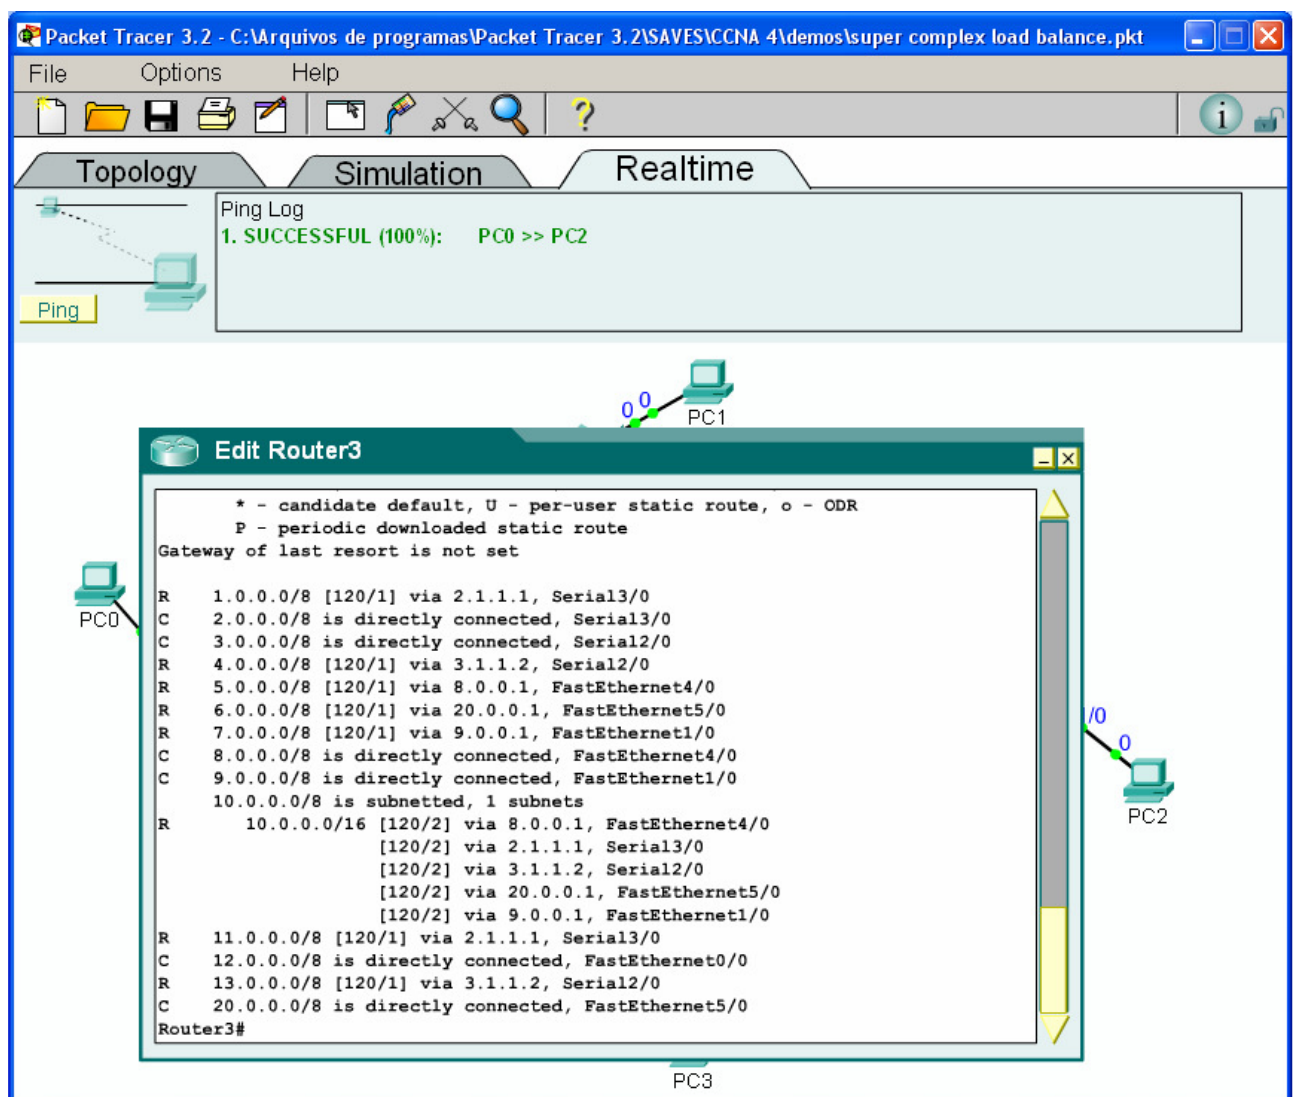 Packet Tracer 3.2 - C:\Arquivos de programas\Packet Tracer 3.2\SAVES\CCNA 4\demos\super complex load balance.pkt
File Options Help
Topology Simulation Realtime
Ping Log
1. SUCCESSFUL (100%): PC0 >> PC2
Ping
0 0
PC1
Edit Router3
* - candidate default, U - per-user static route, o - ODR
P - periodic downloaded static route
Gateway of last resort is not set
R 1.0.0.0/8 [120/1] via 2.1.1.1, Serial3/0
C 2.0.0.0/8 is directly connected, Serial3/0
C 3.0.0.0/8 is directly connected, Serial2/0
R 4.0.0.0/8 [120/1] via 3.1.1.2, Serial2/0
R 5.0.0.0/8 [120/1] via 8.0.0.1, FastEthernet4/0
R 6.0.0.0/8 [120/1] via 20.0.0.1, FastEthernet5/0
R 7.0.0.0/8 [120/1] via 9.0.0.1, FastEthernet1/0
C 8.0.0.0/8 is directly connected, FastEthernet4/0
C 9.0.0.0/8 is directly connected, FastEthernet1/0
10.0.0.0/8 is subnetted, 1 subnets
R 10.0.0.0/16 [120/2] via 8.0.0.1, FastEthernet4/0
[120/2] via 2.1.1.1, Serial3/0
[120/2] via 3.1.1.2, Serial2/0
[120/2] via 20.0.0.1, FastEthernet5/0
[120/2] via 9.0.0.1, FastEthernet1/0
R 11.0.0.0/8 [120/1] via 2.1.1.1, Serial3/0
C 12.0.0.0/8 is directly connected, FastEthernet0/0
R 13.0.0.0/8 [120/1] via 3.1.1.2, Serial2/0
C 20.0.0.0/8 is directly connected, FastEthernet5/0
Router3#
PC0
/0
0
PC2
PC3